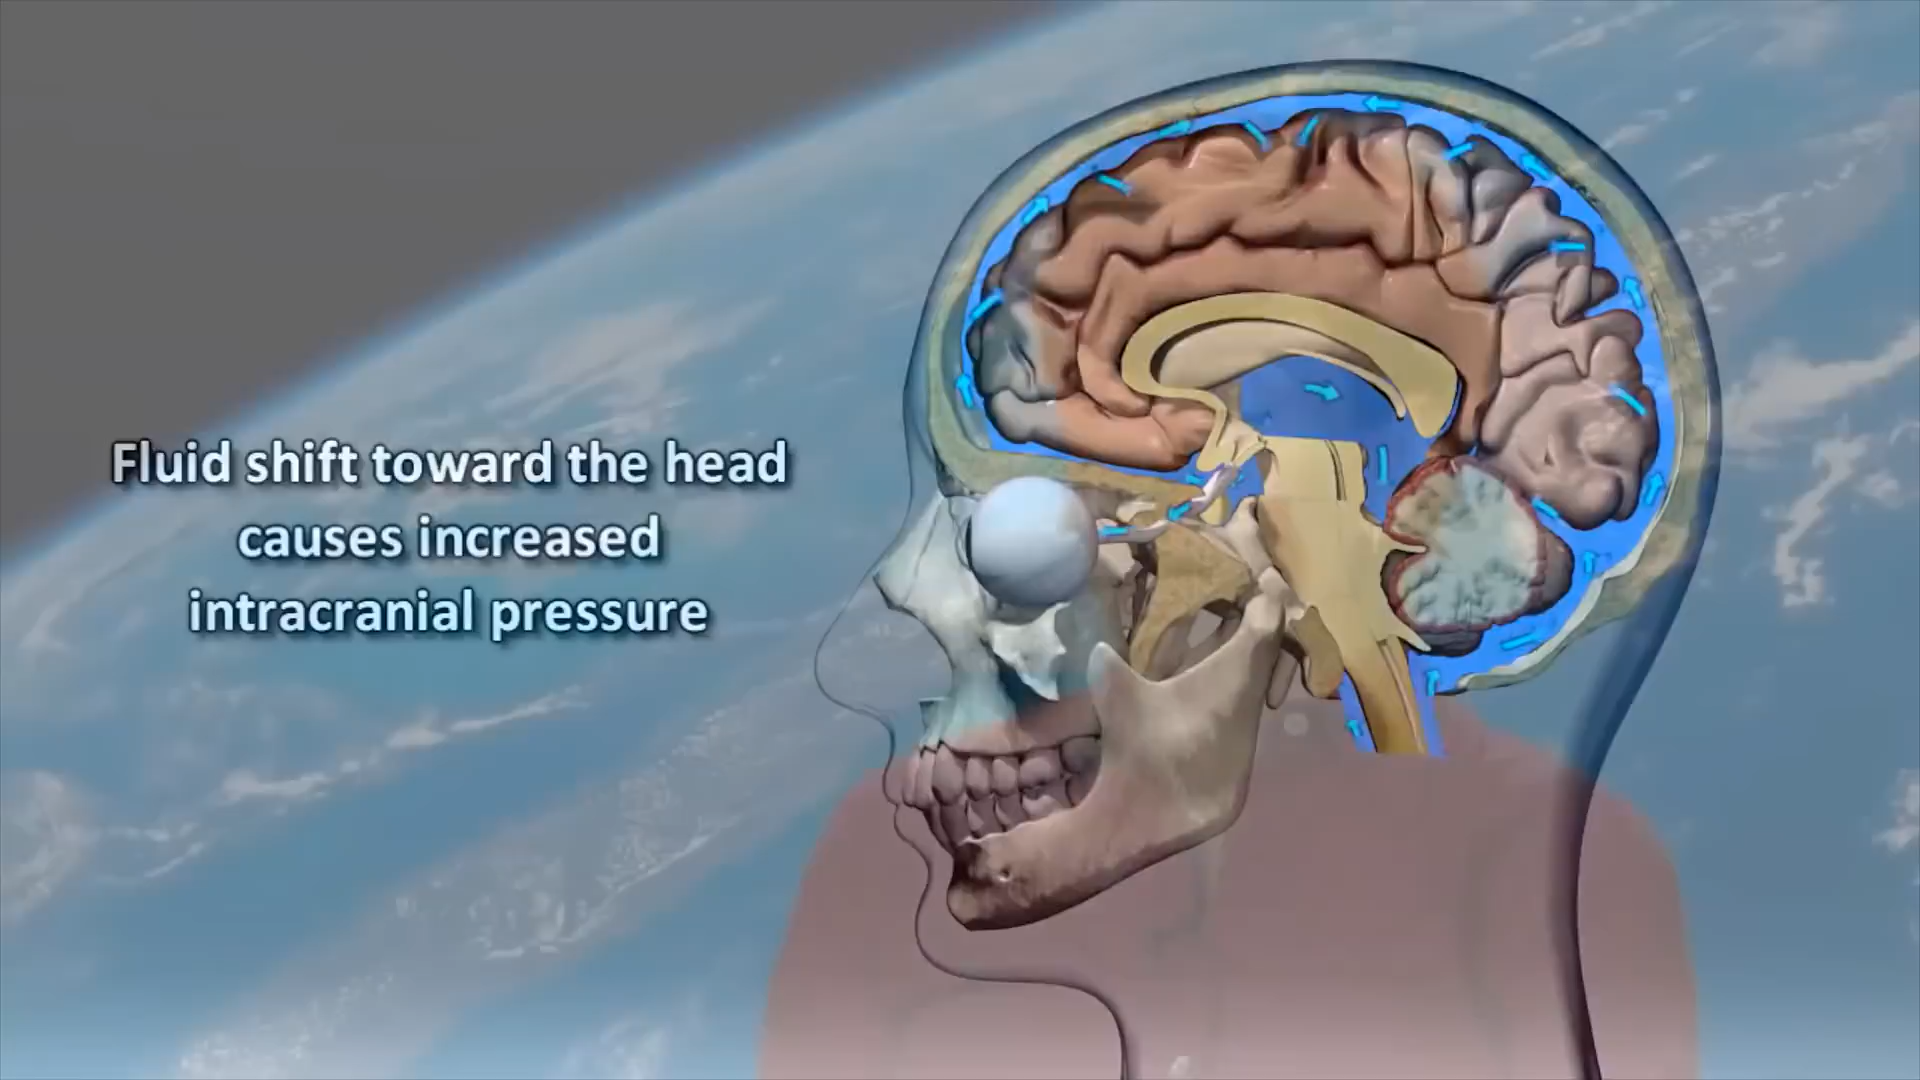 Fluid shift toward the head
causes increased
intracranial pressure